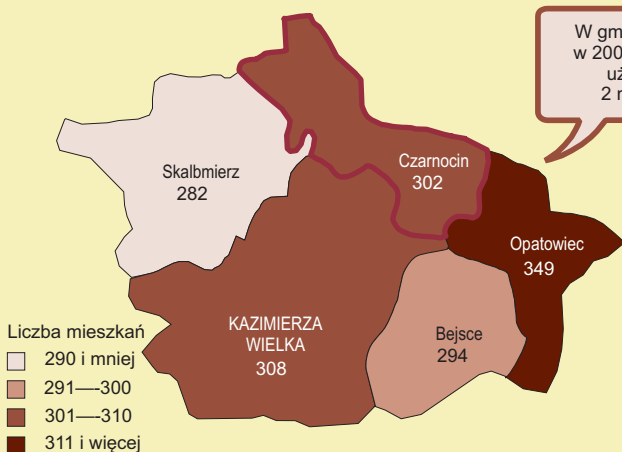 W gm
w 200
uż
2 r
Skalbmierz
282
Czarnocin
302
Opatowiec
349
KAZIMIERZA
WIELKA
308
Bejsce
294
Liczba mieszkań
290 i mniej
291—-300
301—-310
311 i więcej